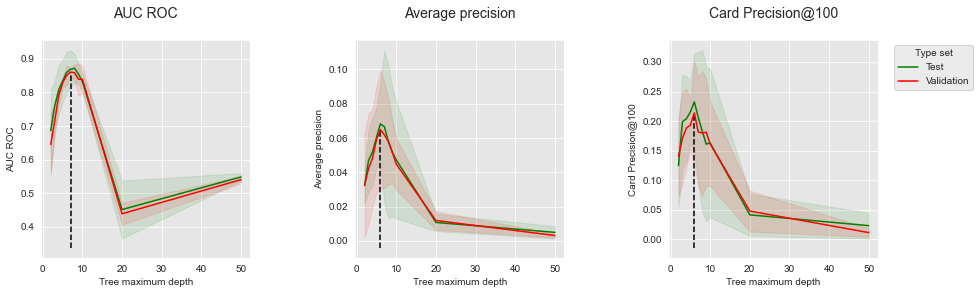 AUC ROC
Average precision
Card Precision@100
AUC ROC
0.9
0.8
0.7
0.6
0.5
0.4
0 10 20 30 40 50
Tree maximum depth
Average precision
0.10
0.08
0.06
0.04
0.02
0.00
0 10 20 30 40 50
Tree maximum depth
Card Precision@100
0.30
0.25
0.20
0.15
0.10
0.05
0.00
0 10 20 30 40 50
Tree maximum depth
Type set
Test
Validation